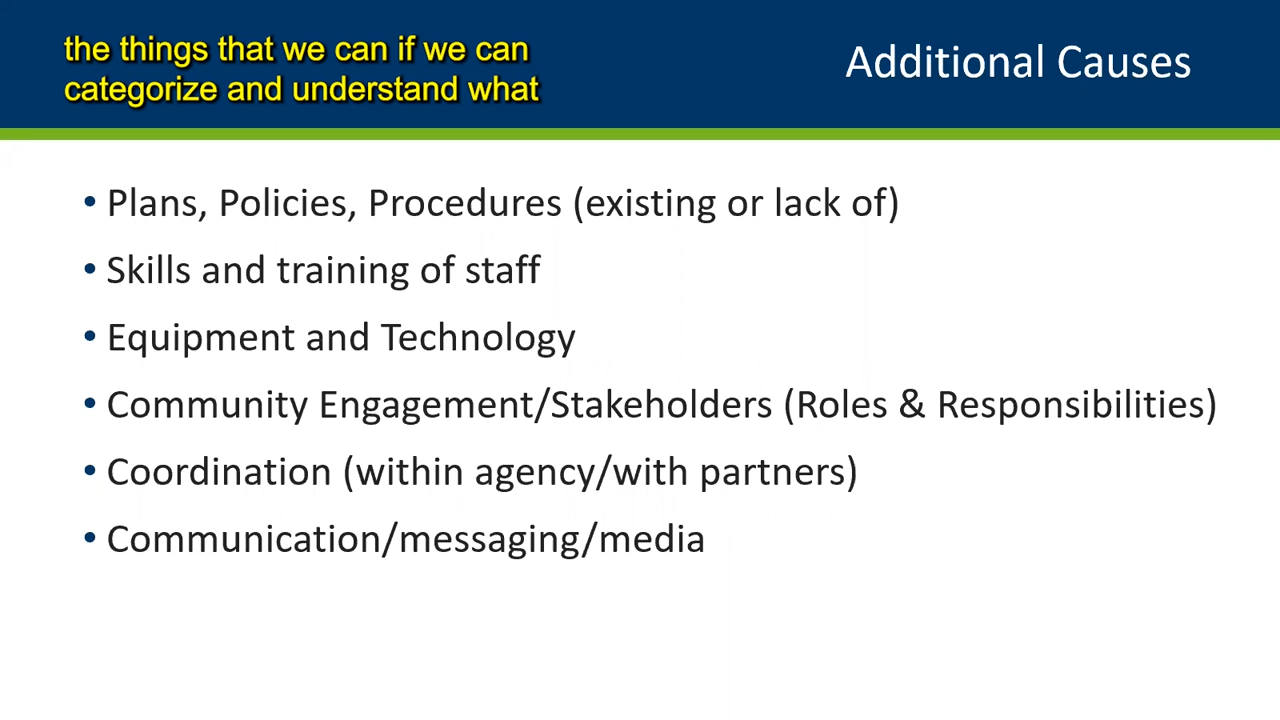 the things that we can if we can
categorize and understand what
Additional Causes
• Plans, Policies, Procedures (existing or lack of)
• Skills and training of staff
• Equipment and Technology
• Community Engagement/Stakeholders (Roles & Responsibilities)
• Coordination (within agency/with partners)
• Communication/messaging/media